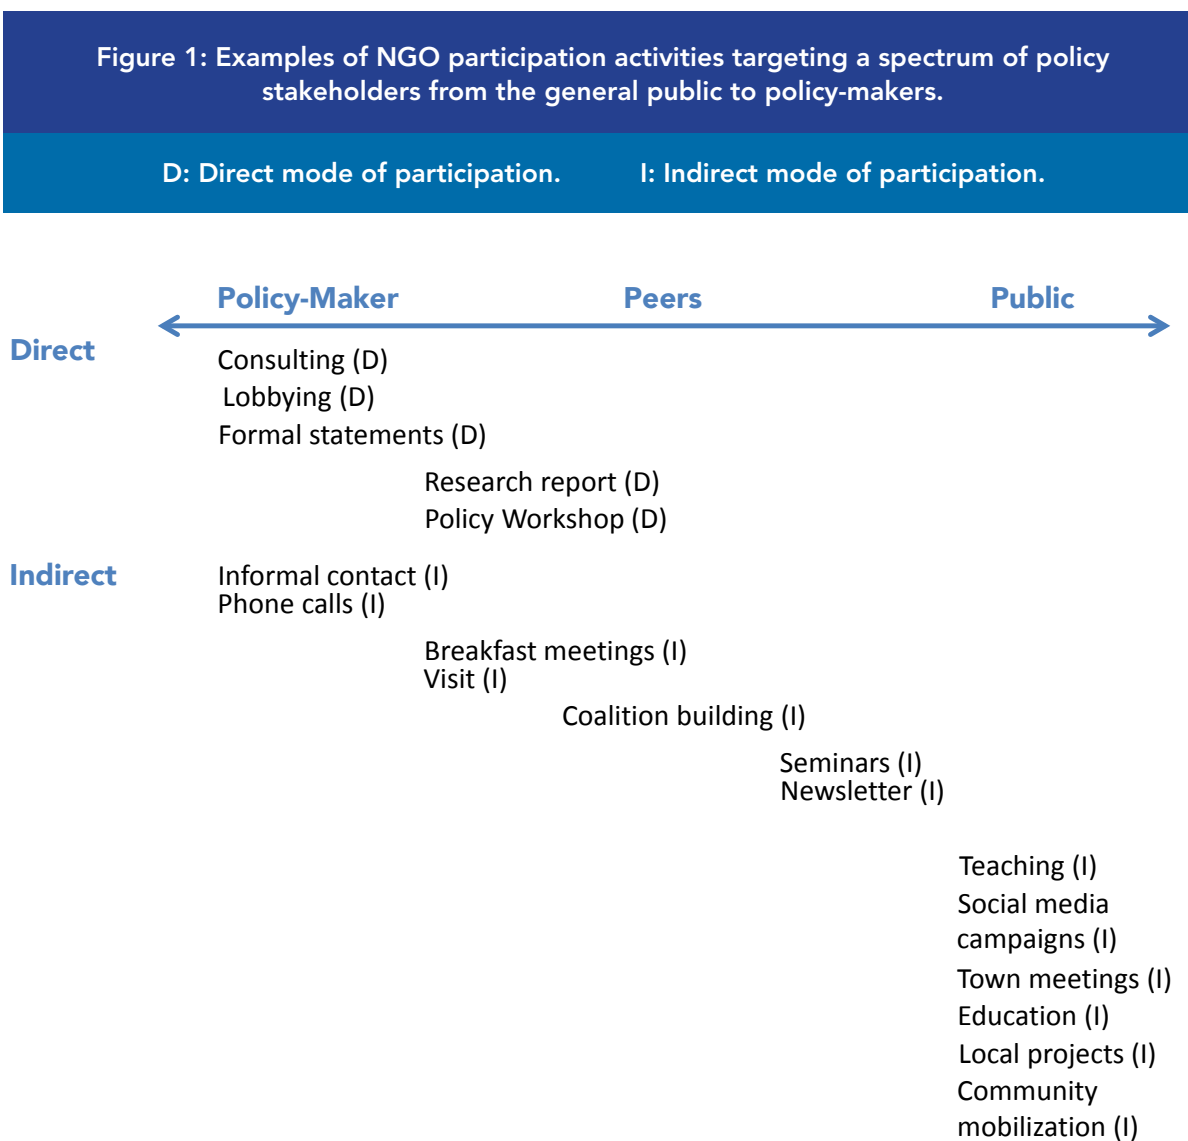 Figure 1: Examples of NGO participation activities targeting a spectrum of policy
stakeholders from the general public to policy-makers.
D: Direct mode of participation. I: Indirect mode of participation.
Policy-Maker Peers Public
Direct
Consulting (D)
Lobbying (D)
Formal statements (D)
Research report (D)
Policy Workshop (D)
Indirect
Informal contact (I)
Phone calls (I)
Breakfast meetings (I)
Visit (I)
Coalition building (I)
Seminars (I)
Newsletter (I)
Teaching (I)
Social media
campaigns (I)
Town meetings (I)
Education (I)
Local projects (I)
Community
mobilization (I)